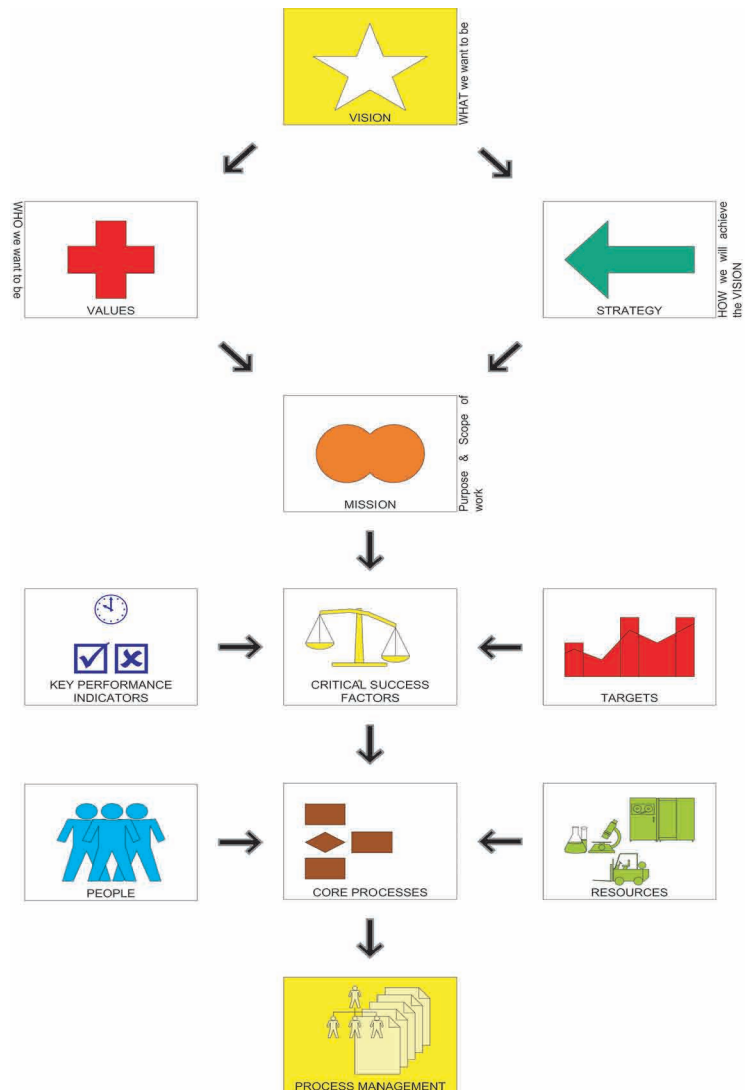 VISION
WHAT we want to be
WHO we want to be
VALUES
STRATEGY
HOW we will achieve
the VISION
MISSION
Purpose & Scope of
work
KEY PERFORMANCE
INDICATORS
CRITICAL SUCCESS
FACTORS
TARGETS
PEOPLE
CORE PROCESSES
RESOURCES
PROCESS MANAGEMENT